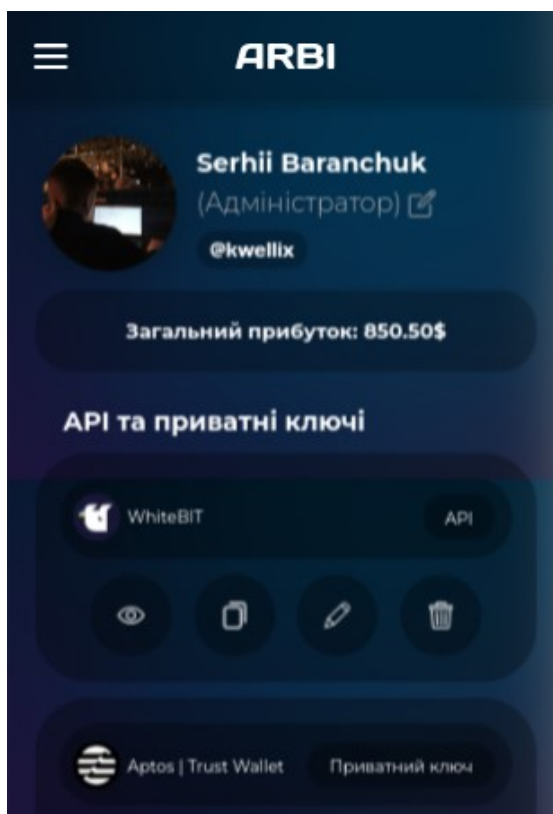 ARBI
Serhii Baranchuk
(Адміністратор)
@kwellix
Загальний прибуток: 850.50$
API та приватні ключі
WhiteBIT
API
Aptos | Trust Wallet
Приватний ключ